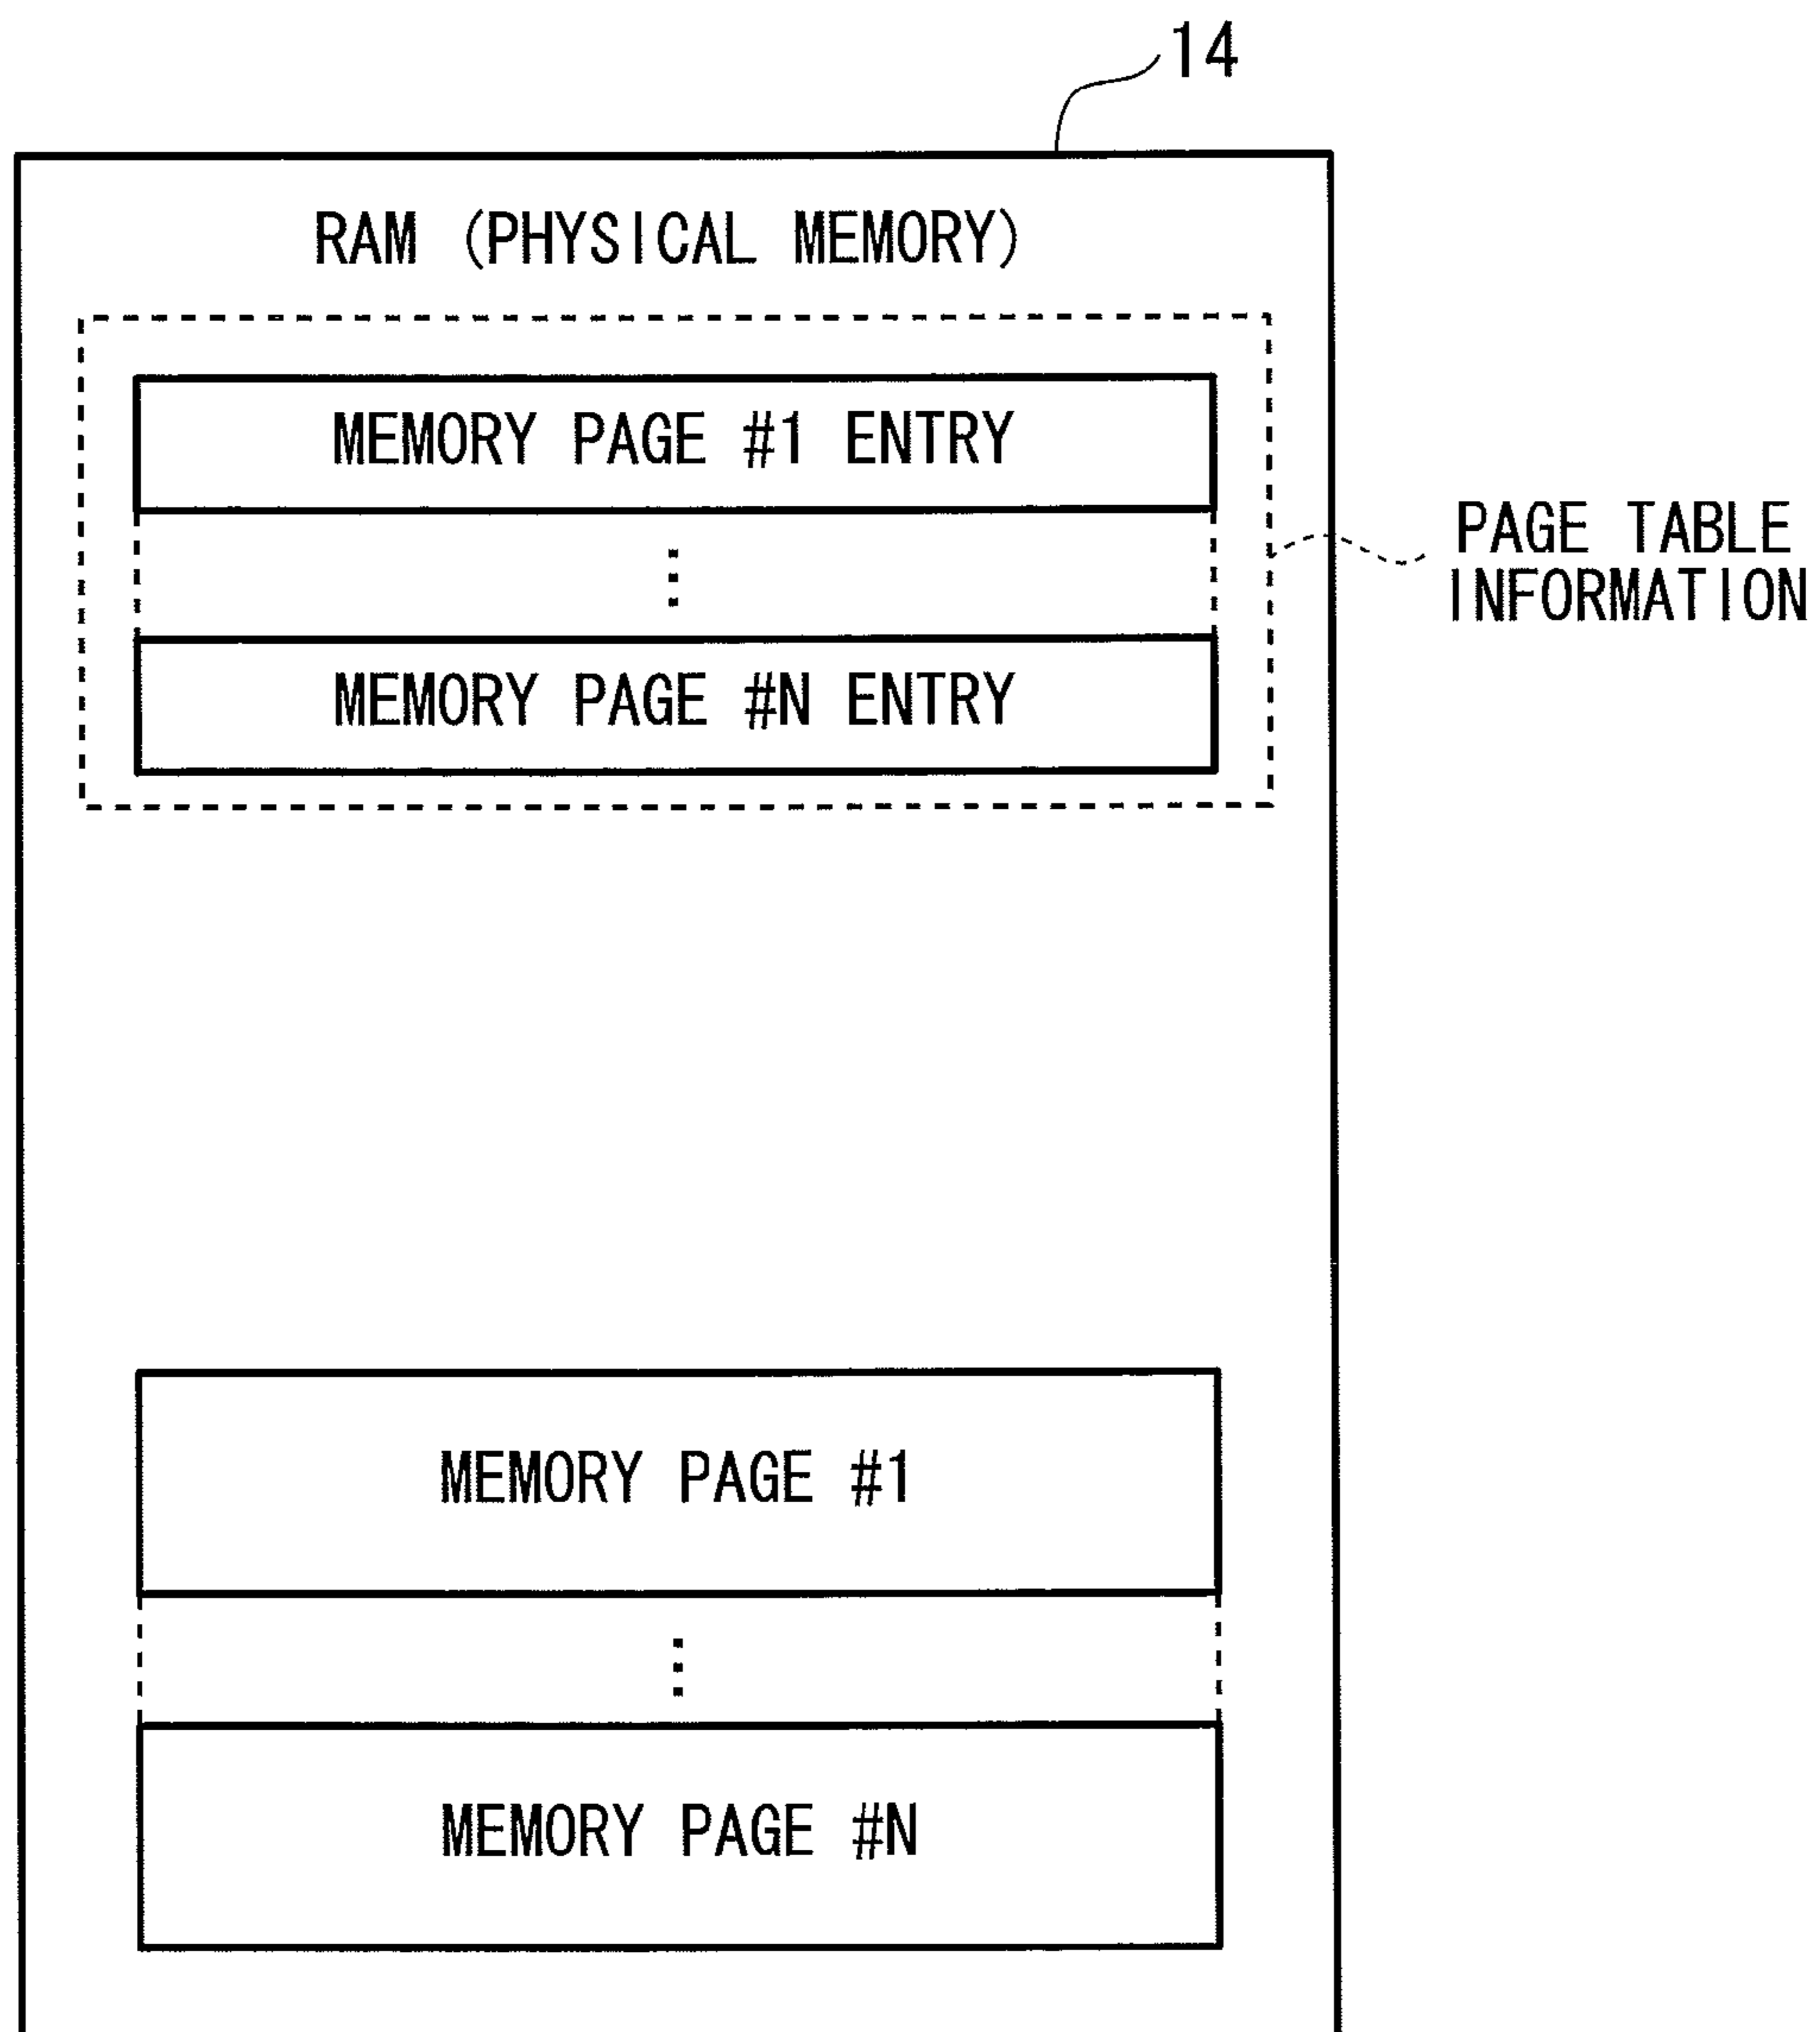 14
RAM (PHYSICAL MEMORY)
MEMORY PAGE #1 ENTRY
PAGE TABLE
INFORMATION
MEMORY PAGE #N ENTRY
MEMORY PAGE #1
MEMORY PAGE #N